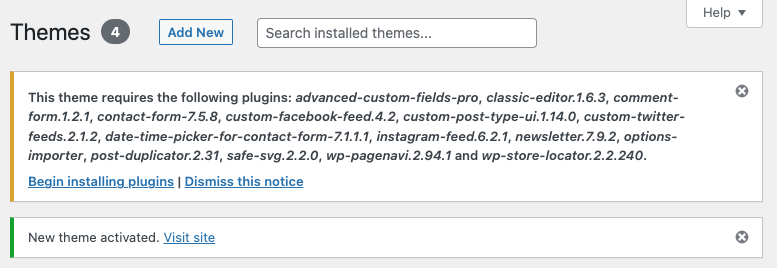 Help ▼
Themes 4 Add New Search installed themes...
This theme requires the following plugins: advanced-custom-fields-pro, classic-editor.1.6.3, comment-
form.1.2.1, contact-form-7.5.8, custom-facebook-feed.4.2, custom-post-type-ui.1.14.0, custom-twitter-
feeds.2.1.2, date-time-picker-for-contact-form-7.1.1.1, instagram-feed.6.2.1, newsletter.7.9.2, options-
importer, post-duplicator.2.31, safe-svg.2.2.0, wp-pagenavi.2.94.1 and wp-store-locator.2.2.240.
Begin installing plugins | Dismiss this notice
New theme activated. Visit site